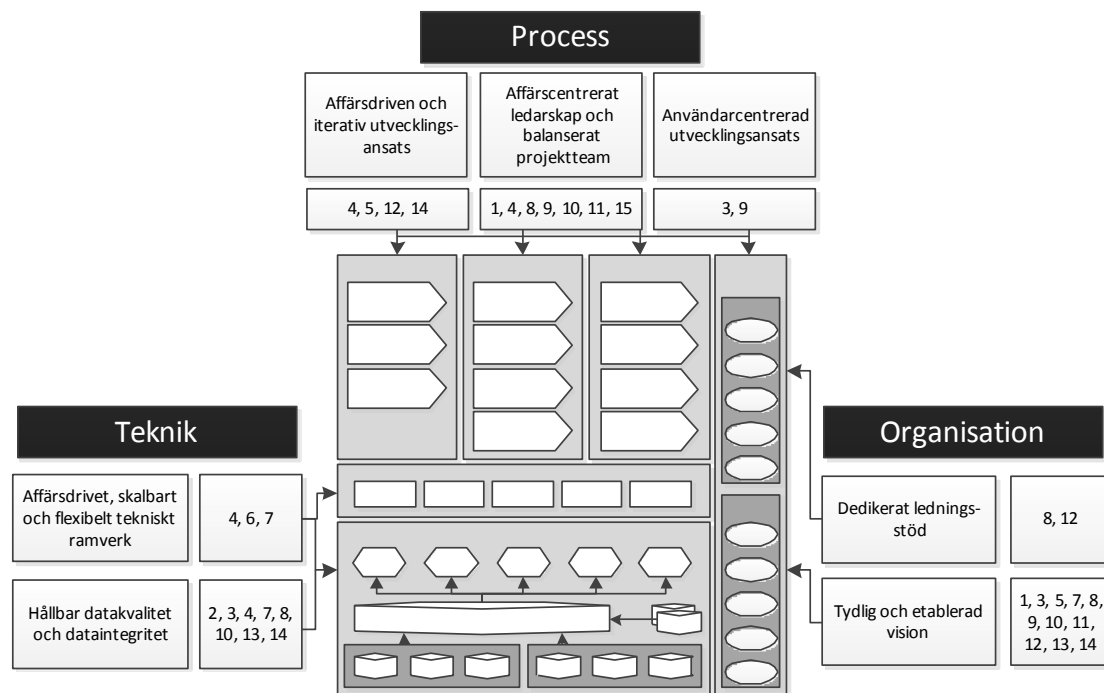 Process
Affärsdriven och
iterativ utvecklings-
ansats
Affärscentrerat
ledarskap och
balanserat
projektteam
Användarcentrerad
utvecklingsansats
4, 5, 12, 14
1, 4, 8, 9, 10, 11, 15
3, 9
Teknik
Affärsdrivet, skalbart
och flexibelt tekniskt
ramverk
4, 6, 7
Hållbar datakvalitet
och dataintegritet
2, 3, 4, 7, 8,
10, 13, 14
Organisation
Dedikerat lednings-
stöd
8, 12
Tydlig och etablerad
vision
1, 3, 5, 7, 8,
9, 10, 11,
12, 13, 14